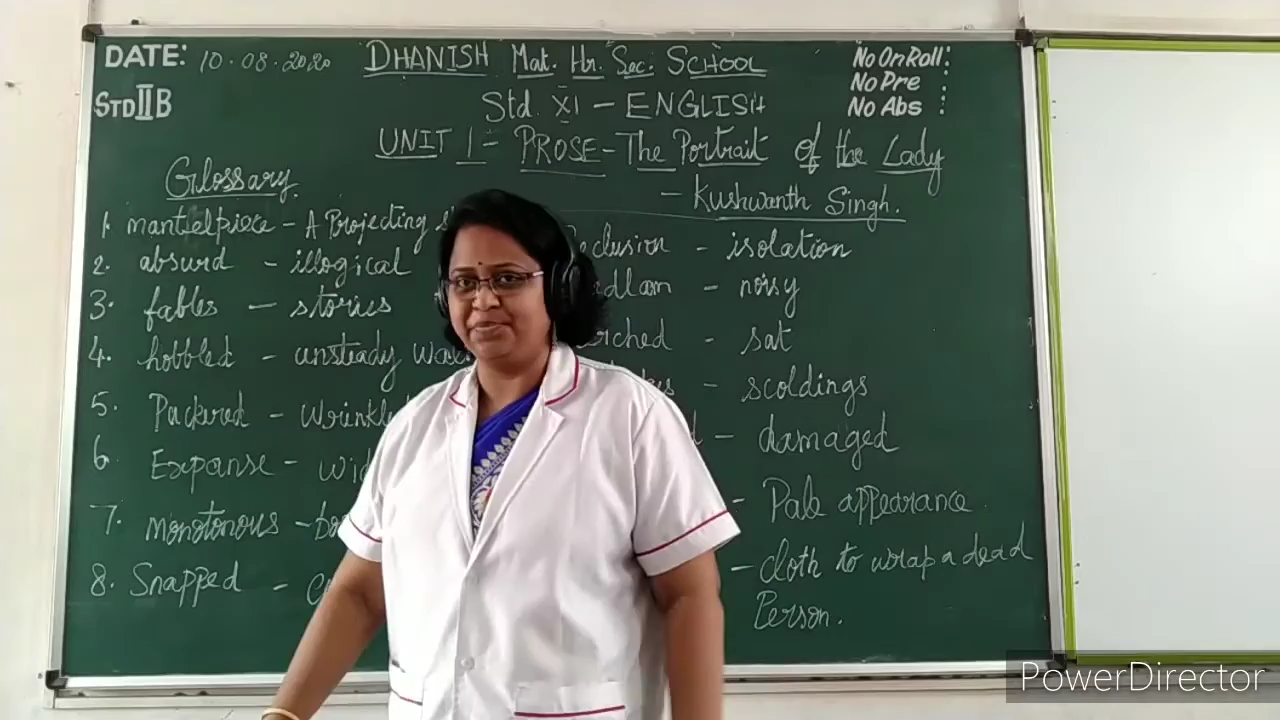 DATE: 10.08.2020
STD II B
DHANISH Mat. Hr. Sec. SCHOOL
Std. XI - ENGLISH
UNIT 1 - PROSE - The Portrait of the Lady
- Kushwanth Singh.
No On Roll :
No Pre :
No Abs :
Glossary.
1. mantielpiece - A Projecting
2. absurd - illogical
3. fables - stories
4. hobbled - unsteady
5. Puckered - wrinkled
6. Expanse -
7. monotonous -
8. Snapped -
- isolation
- noisy
- sat
- scoldings
- damaged
- Pale appearance
- cloth to wrap a dead
Person.
PowerDirector